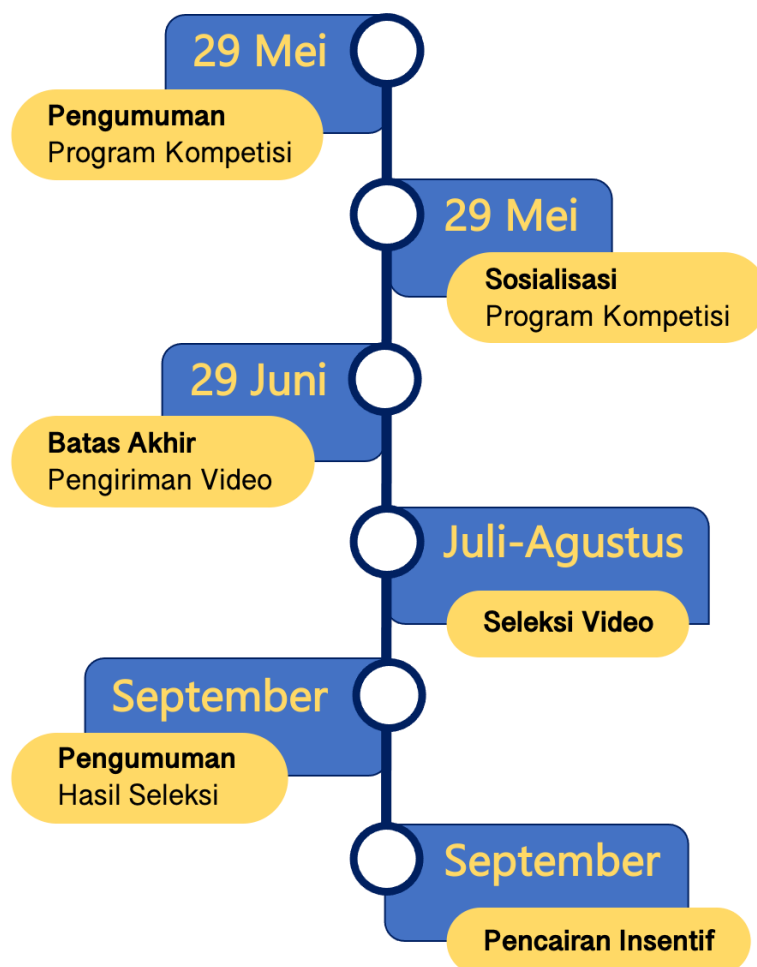 29 Mei
Pengumuman
Program Kompetisi
29 Mei
Sosialisasi
Program Kompetisi
29 Juni
Batas Akhir
Pengiriman Video
Juli-Agustus
Seleksi Video
September
Pengumuman
Hasil Seleksi
September
Pencairan Insentif